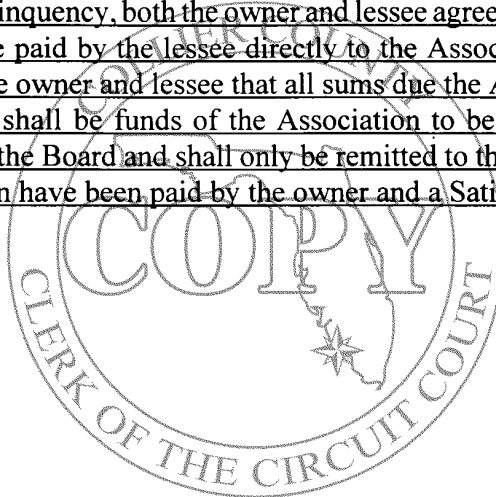 inquency, both the owner and lessee agree
e paid by the lessee directly to the Assoc
e owner and lessee that all sums due the A
shall be funds of the Association to be
the Board and shall only be remitted to th
n have been paid by the owner and a Sati
COLLIER COUNTY
COPY
CLERK OF THE CIRCUIT COURT